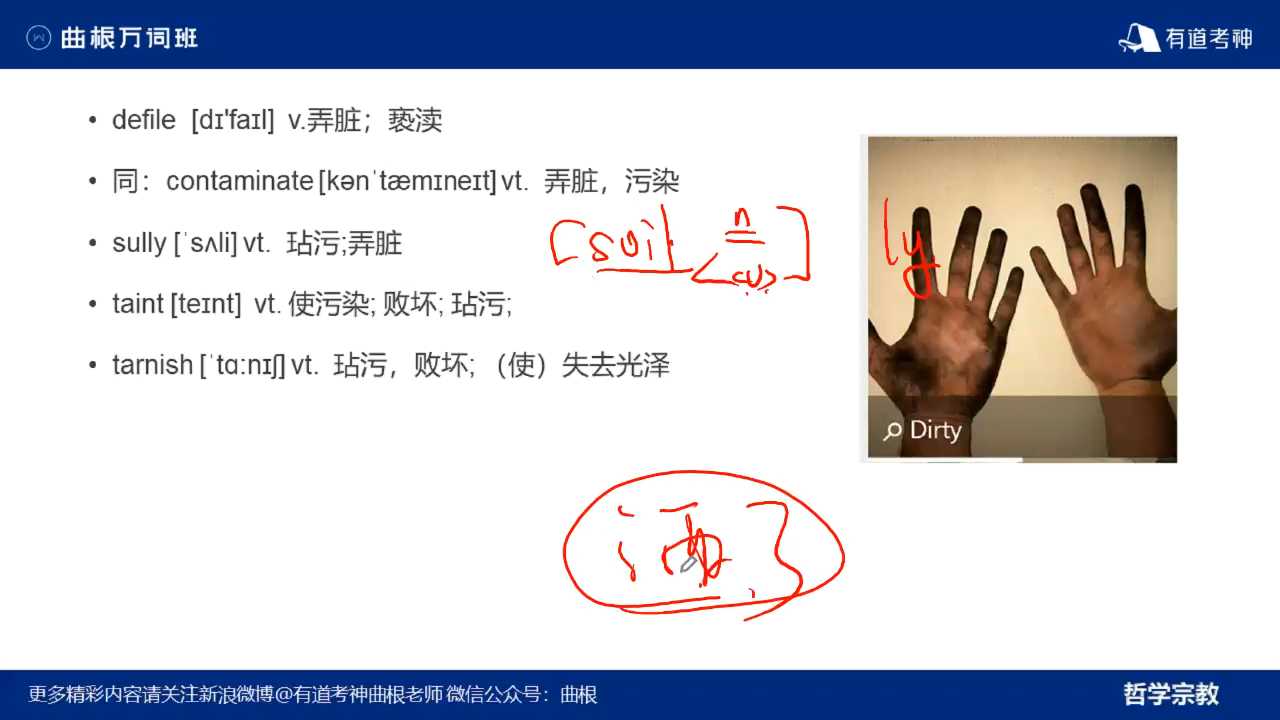 曲根万词班
有道考神
• defile [dɪ'faɪl] v.弄脏；亵渎
• 同：contaminate [kənˈtæmɪneɪt] vt. 弄脏，污染
• sully [ˈsʌli] vt. 玷污;弄脏
• taint [teɪnt] vt. 使污染; 败坏; 玷污;
• tarnish [ˈtɑːnɪʃ] vt. 玷污，败坏; （使）失去光泽
[soil n <v>]
ly
Dirty
更多精彩内容请关注新浪微博@有道考神曲根老师 微信公众号：曲根
哲学宗教